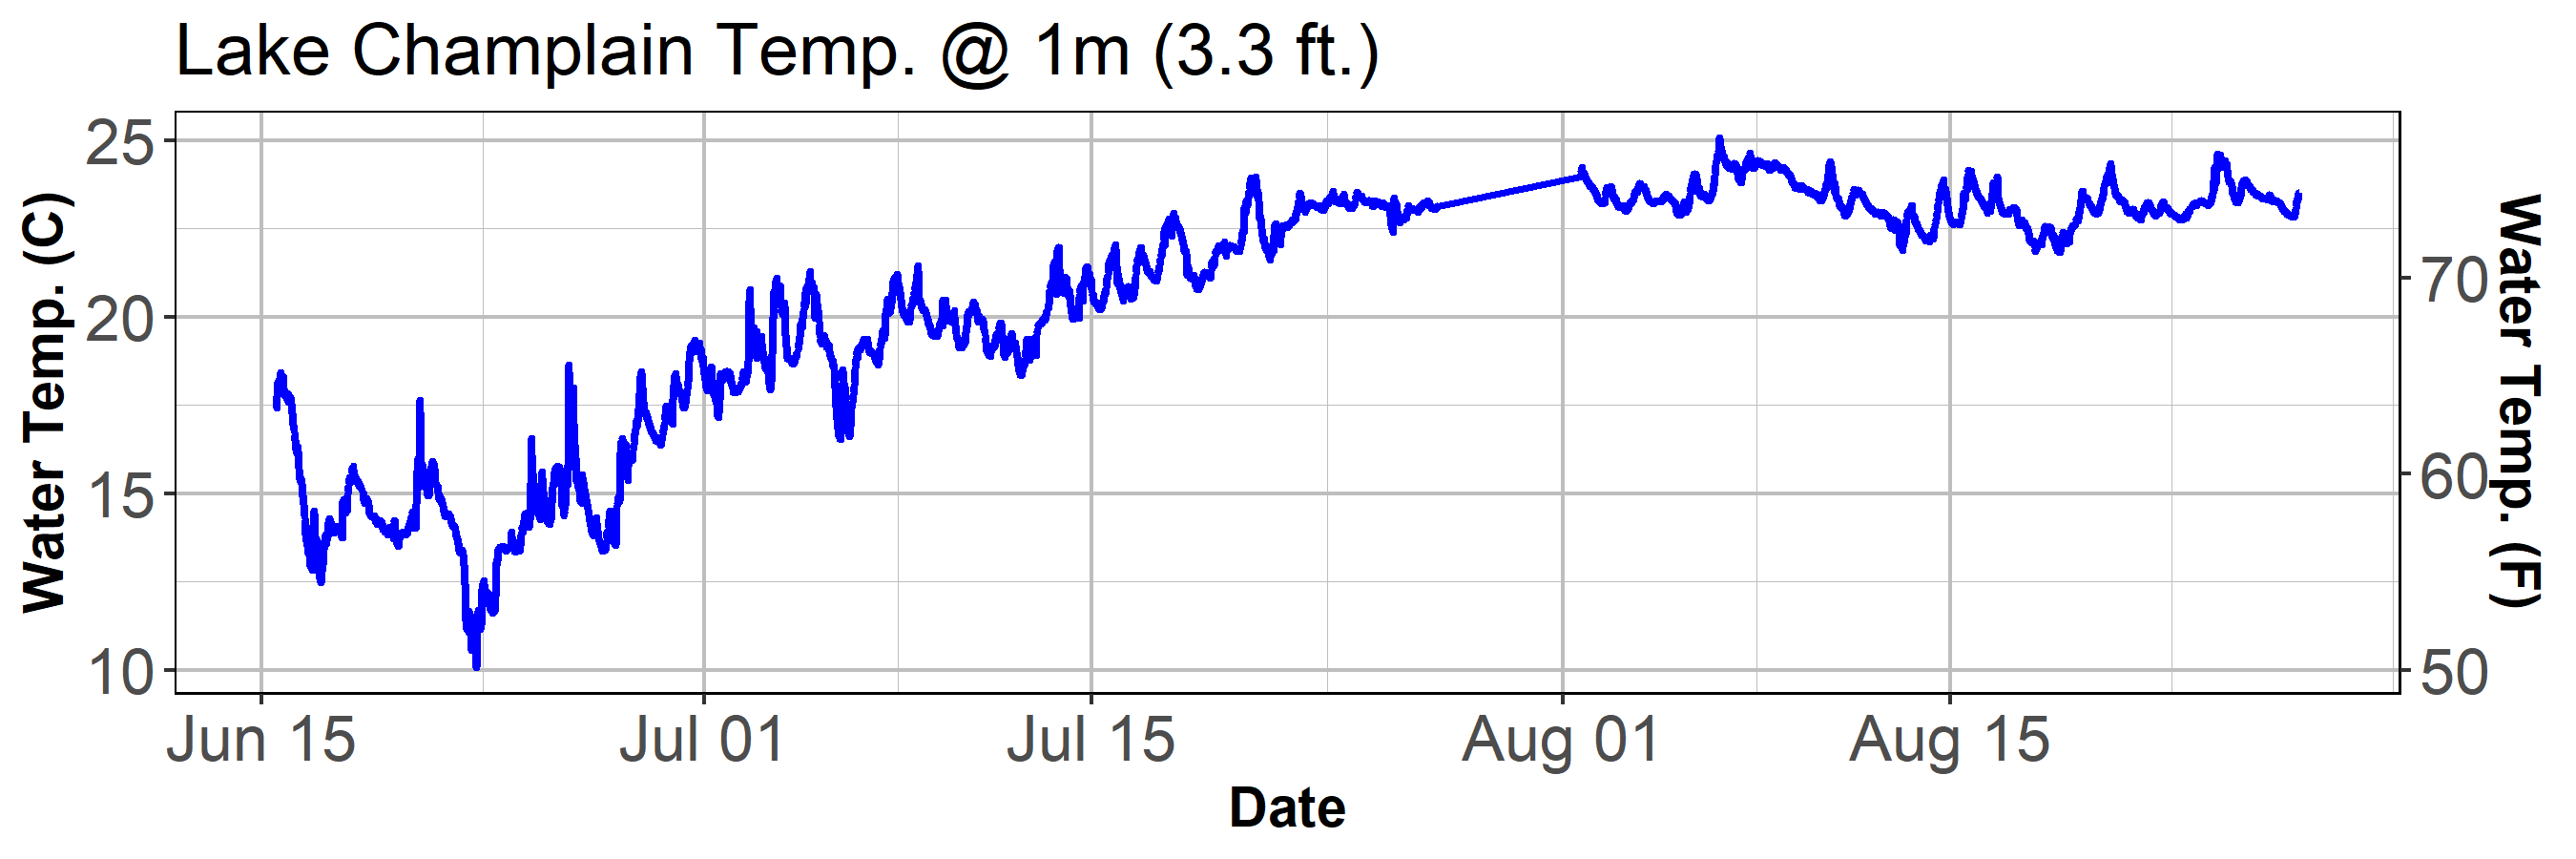 Lake Champlain Temp. @ 1m (3.3 ft.)
Water Temp. (C)
25
20
15
10
70
60
50
Water Temp. (F)
Jun 15
Jul 01
Jul 15
Aug 01
Aug 15
Date